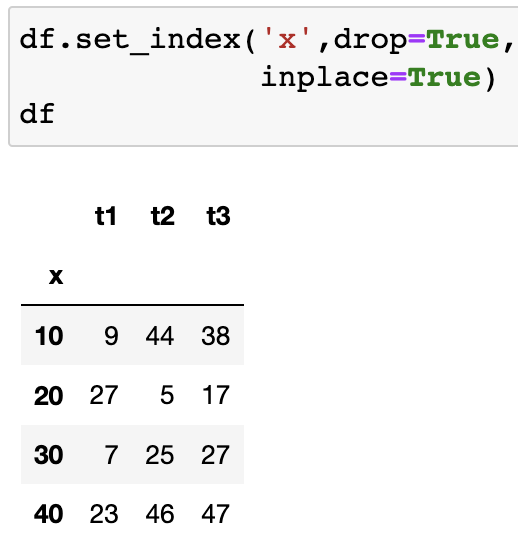 df.set_index('x',drop=True,
inplace=True)
df
t1 t2 t3
x
10 9 44 38
20 27 5 17
30 7 25 27
40 23 46 47